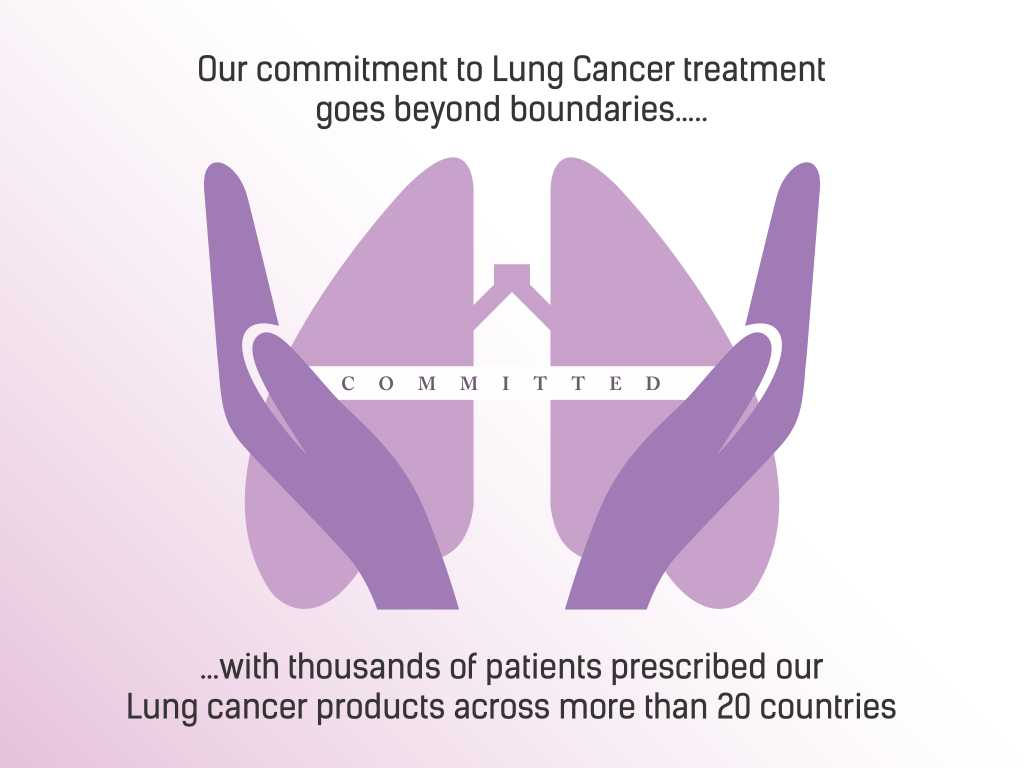 Our commitment to Lung Cancer treatment
goes beyond boundaries.....
COMMITTED
...with thousands of patients prescribed our
Lung cancer products across more than 20 countries